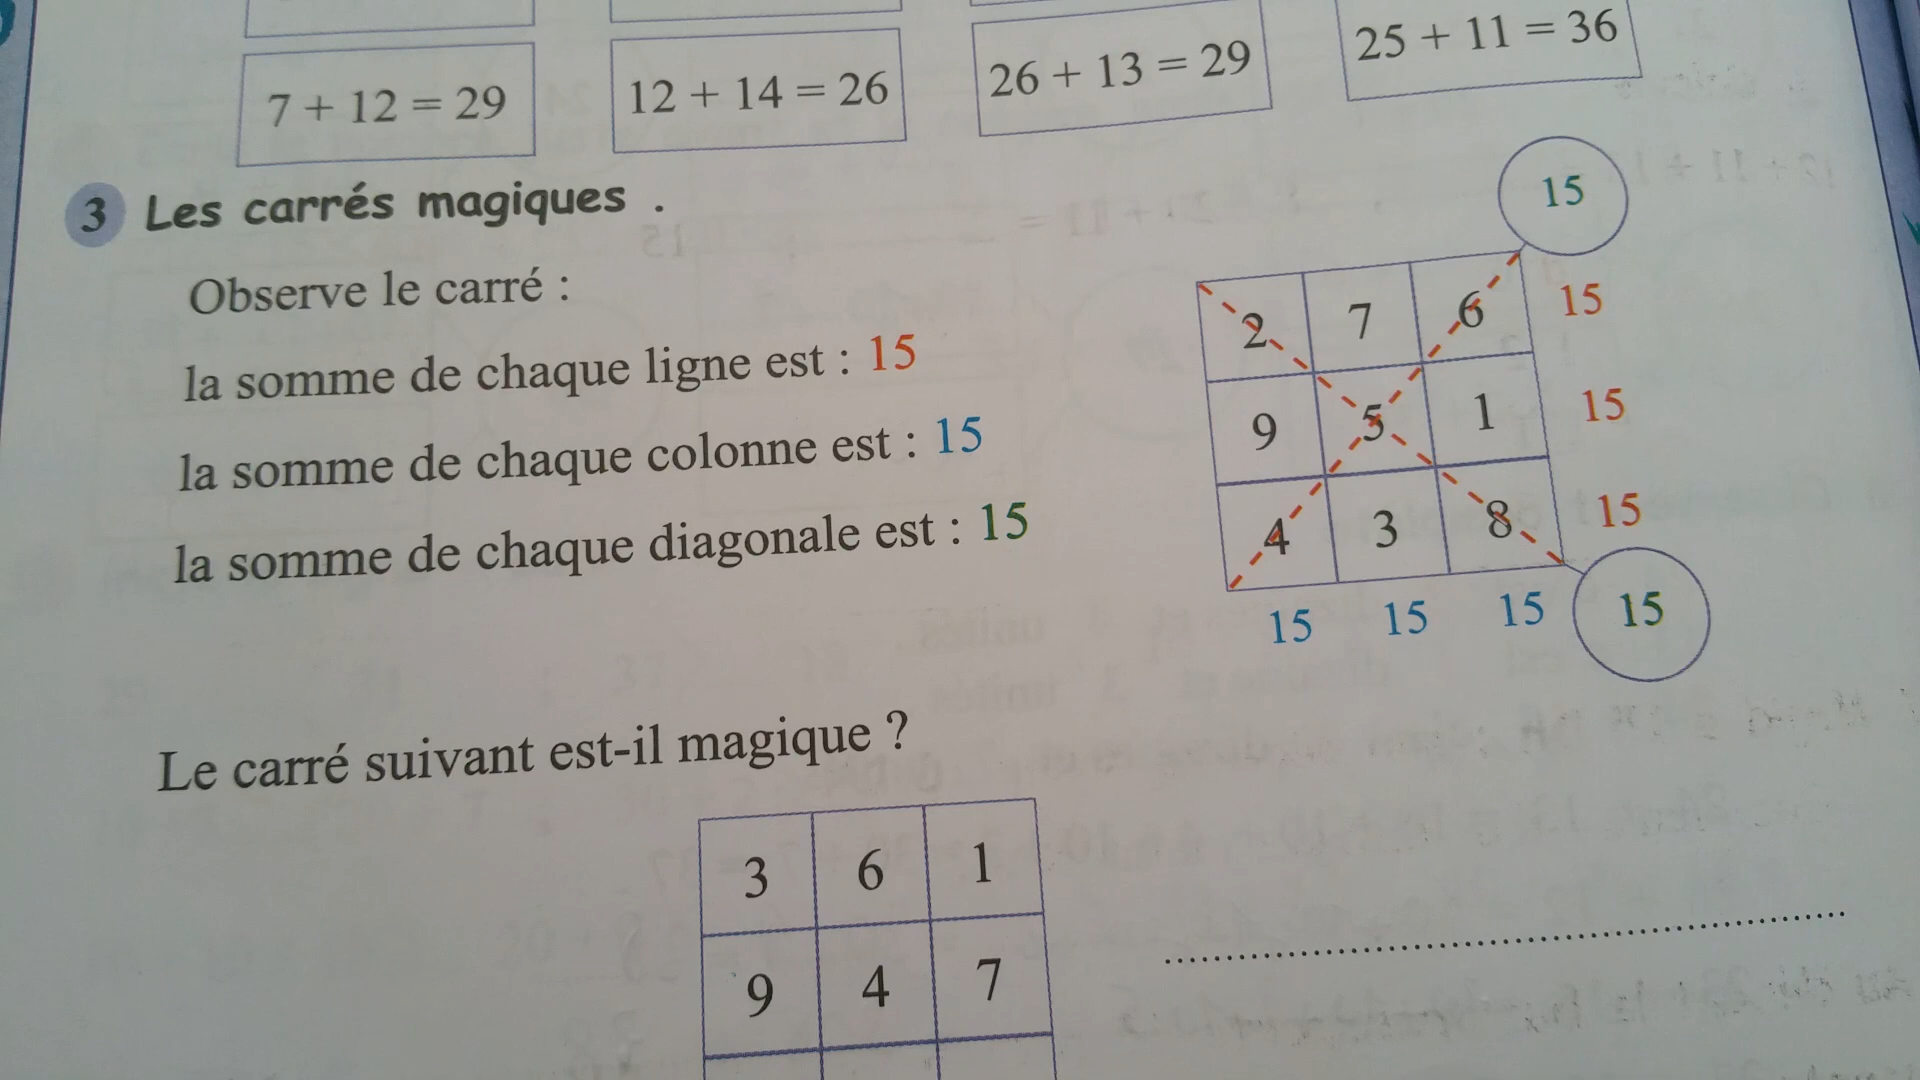 7 + 12 = 29
12 + 14 = 26
26 + 13 = 29
25 + 11 = 36
3 Les carrés magiques .
Observe le carré :
la somme de chaque ligne est : 15
la somme de chaque colonne est : 15
la somme de chaque diagonale est : 15
15
2 7 6 15
9 5 1 15
4 3 8 15
15 15 15 15
Le carré suivant est-il magique ?
3 6 1
9 4 7